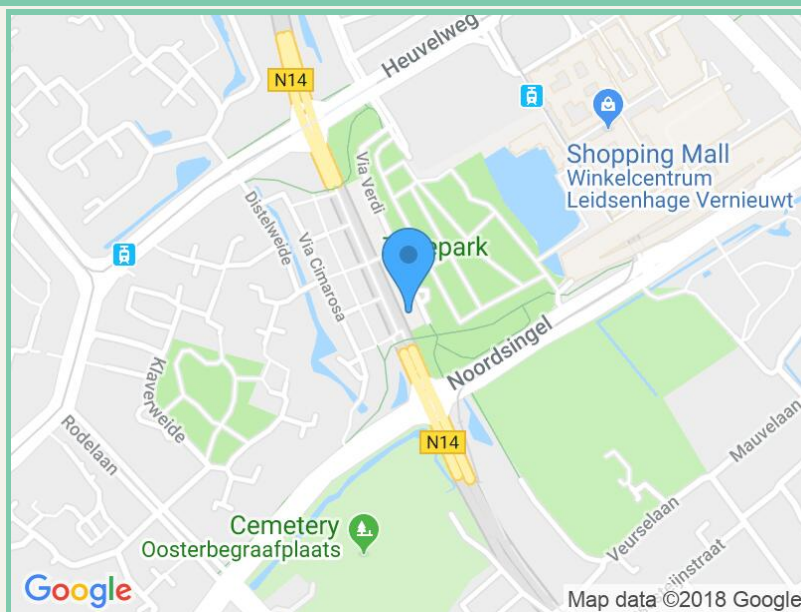 Heuvelweg
N14
Shopping Mall
Winkelcentrum
Leidsenhage Vernieuwt
Via Verdi
Distelweide
Via Cimarosa
Noordsingel
Klaverweide
Rodelaan
N14
Mauvelaan
Veurselaan
Cemetery
Oosterbegraafplaats
Google
Map data ©2018 Google